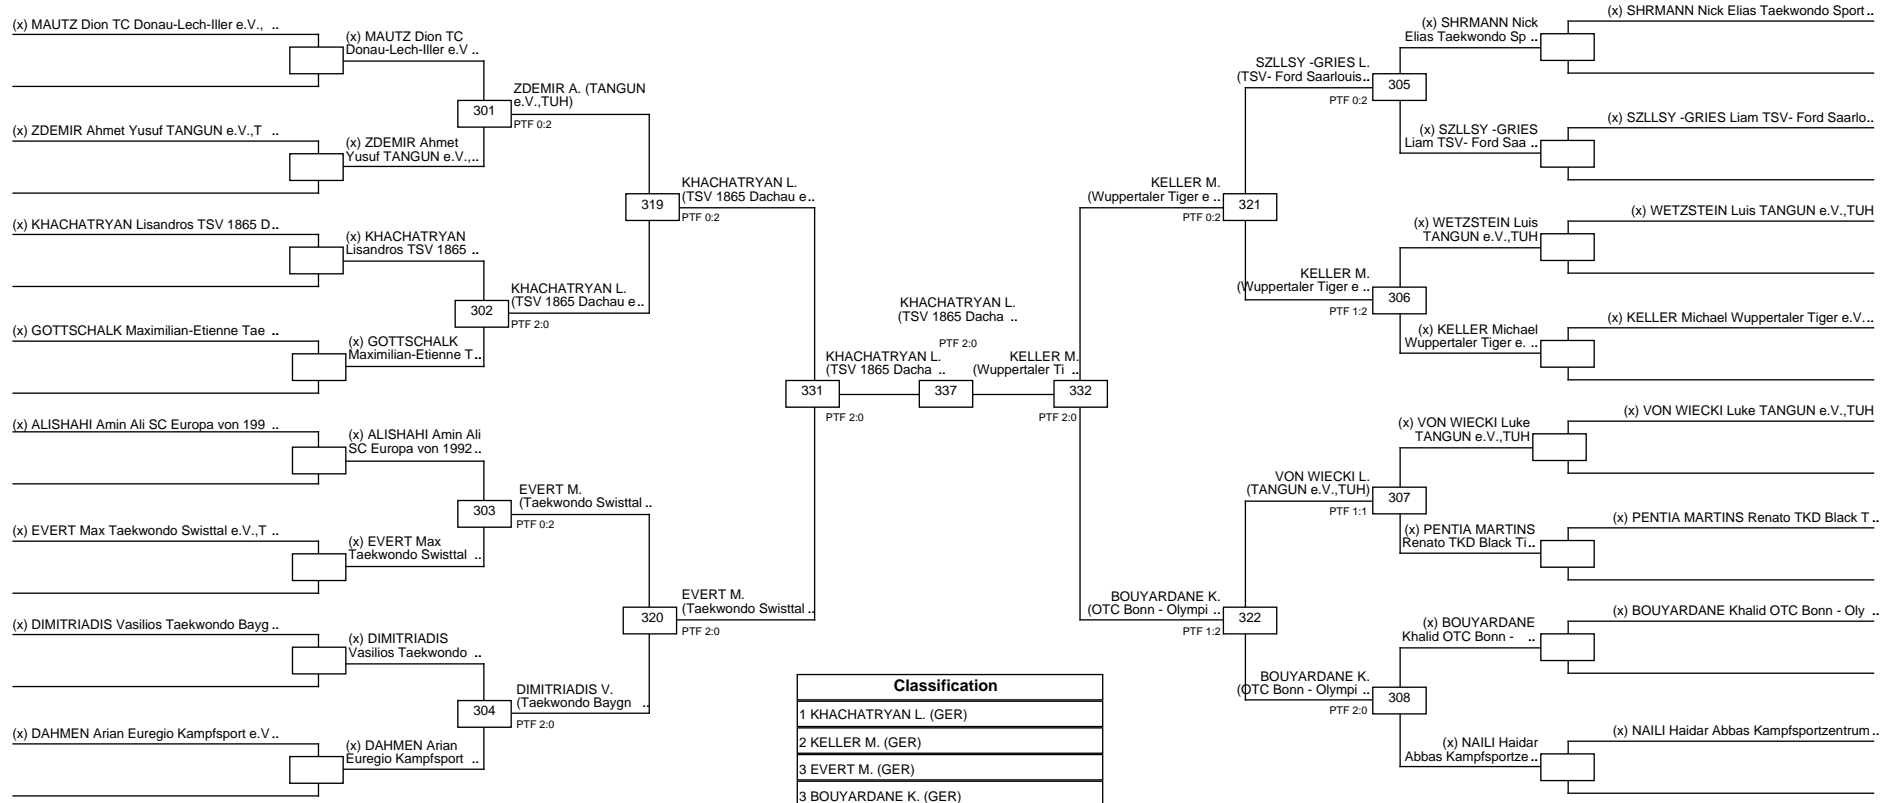 (x) MAUTZ Dion TC Donau-Lech-Iller e.V., ..
(x) MAUTZ Dion TC
Donau-Lech-Iller e.V ..
301
ZDEMIR A. (TANGUN
e.V.,TUH)
PTF 0:2
(x) ZDEMIR Ahmet Yusuf TANGUN e.V.,T ..
(x) ZDEMIR Ahmet
Yusuf TANGUN e.V.,..
319
KHACHATRYAN L.
(TSV 1865 Dachau e..
PTF 0:2
(x) KHACHATRYAN Lisandros TSV 1865 D..
(x) KHACHATRYAN
Lisandros TSV 1865 ..
302
KHACHATRYAN L.
(TSV 1865 Dachau e..
PTF 2:0
(x) GOTTSCHALK Maximilian-Etienne Tae ..
(x) GOTTSCHALK
Maximilian-Etienne T..
331
KHACHATRYAN L.
(TSV 1865 Dacha ..
PTF 2:0
(x) ALISHAHI Amin Ali SC Europa von 199 ..
(x) ALISHAHI Amin Ali
SC Europa von 1992..
303
EVERT M.
(Taekwondo Swisttal ..
PTF 0:2
(x) EVERT Max Taekwondo Swisttal e.V.,T ..
(x) EVERT Max
Taekwondo Swisttal ..
320
EVERT M.
(Taekwondo Swisttal ..
PTF 2:0
(x) DIMITRIADIS Vasilios Taekwondo Bayg ..
(x) DIMITRIADIS
Vasilios Taekwondo ..
304
DIMITRIADIS V.
(Taekwondo Baygn ..
PTF 2:0
(x) DAHMEN Arian Euregio Kampfsport e.V ..
(x) DAHMEN Arian
Euregio Kampfsport ..
KHACHATRYAN L.
(TSV 1865 Dacha ..
PTF 2:0
337
KELLER M.
(Wuppertaler Ti ..
332
PTF 2:0
(x) SHRMANN Nick Elias Taekwondo Sport ..
(x) SHRMANN Nick
Elias Taekwondo Sp ..
SZLLSY -GRIES L.
(TSV- Ford Saarlouis..
305
PTF 0:2
(x) SZLLSY -GRIES Liam TSV- Ford Saarlo..
(x) SZLLSY -GRIES
Liam TSV- Ford Saa ..
KELLER M.
(Wuppertaler Tiger e ..
321
PTF 0:2
(x) WETZSTEIN Luis TANGUN e.V.,TUH
(x) WETZSTEIN Luis
TANGUN e.V.,TUH
KELLER M.
(Wuppertaler Tiger e ..
306
PTF 1:2
(x) KELLER Michael Wuppertaler Tiger e.V...
(x) KELLER Michael
Wuppertaler Tiger e. ..
(x) VON WIECKI Luke TANGUN e.V.,TUH
(x) VON WIECKI Luke
TANGUN e.V.,TUH
VON WIECKI L.
(TANGUN e.V.,TUH)
307
PTF 1:1
(x) PENTIA MARTINS Renato TKD Black T ..
(x) PENTIA MARTINS
Renato TKD Black Ti..
BOUYARDANE K.
(OTC Bonn - Olympi ..
322
PTF 1:2
(x) BOUYARDANE Khalid OTC Bonn - Oly ..
(x) BOUYARDANE
Khalid OTC Bonn - ..
BOUYARDANE K.
(OTC Bonn - Olympi ..
308
PTF 2:0
(x) NAILI Haidar Abbas Kampfsportzentrum ..
(x) NAILI Haidar
Abbas Kampfsportze ..
Classification
1 KHACHATRYAN L. (GER)
2 KELLER M. (GER)
3 EVERT M. (GER)
3 BOUYARDANE K. (GER)